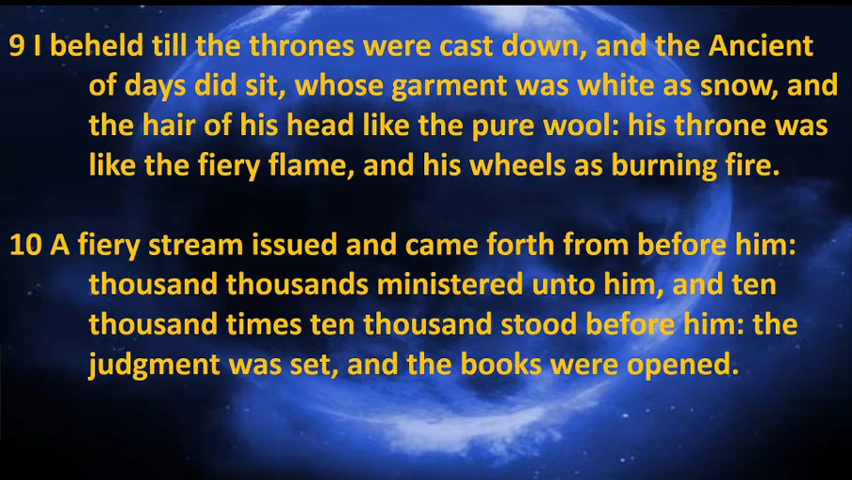 9 I beheld till the thrones were cast down, and the Ancient
of days did sit, whose garment was white as snow, and
the hair of his head like the pure wool: his throne was
like the fiery flame, and his wheels as burning fire.
10 A fiery stream issued and came forth from before him:
thousand thousands ministered unto him, and ten
thousand times ten thousand stood before him: the
judgment was set, and the books were opened.